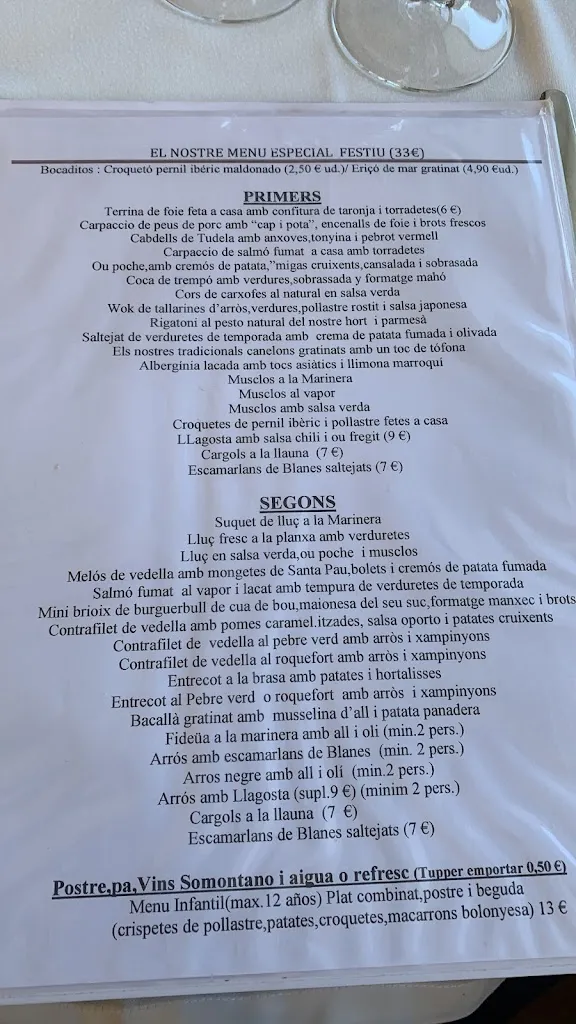 EL NOSTRE MENU ESPECIAL FESTIU (33€)
Bocaditos : Croquetó pernil ibéric maldonado (2,50 € ud.)/ Eriçó de mar gratinat (4,90 €ud.)
PRIMERS
Terrina de foie feta a casa amb confitura de taronja i torradetes(6 €)
Carpaccio de peus de porc amb “cap i pota”, encenalls de foie i brots frescos
Cabdells de Tudela amb anxoves,tonyina i pebrot vermell
Carpaccio de salmó fumat a casa amb torradetes
Ou poche,amb cremós de patata,”migas cruixents,cansalada i sobrasada
Coca de trempó amb verdures,sobrassada y formatge mahó
Cors de carxofes al natural en salsa verda
Wok de tallarines d’arròs,verdures,pollastre rostit i salsa japonesa
Rigatoni al pesto natural del nostre hort i parmesà
Saltejat de verduretes de temporada amb crema de patata fumada i olivada
Els nostres tradicionals canelons gratinats amb un toc de tófona
Alberginia lacada amb tocs asiàtics i llimona marroqui
Musclos a la Marinera
Musclos al vapor
Musclos amb salsa verda
Croquetes de pernil ibèric i pollastre fetes a casa
LLagosta amb salsa chili i ou fregit (9 €)
Cargols a la llauna (7 €)
Escamarlans de Blanes saltejats (7 €)
SEGONS
Suquet de lluç a la Marinera
Lluç fresc a la planxa amb verduretes
Lluç en salsa verda,ou poche i musclos
Melós de vedella amb mongetes de Santa Pau,bolets i cremós de patata fumada
Salmó fumat al vapor i lacat amb tempura de verduretes de temporada
Mini brioix de burguerbull de cua de bou,maionesa del seu suc,formatge manxec i brots
Contrafilet de vedella amb pomes caramel.itzades, salsa oporto i patates cruixents
Contrafilet de vedella al pebre verd amb arròs i xampinyons
Contrafilet de vedella al roquefort amb arròs i xampinyons
Entrecot a la brasa amb patates i hortalisses
Entrecot al Pebre verd o roquefort amb arròs i xampinyons
Bacallà gratinat amb musselina d’all i patata panadera
Fideüa a la marinera amb all i oli (min.2 pers.)
Arrós amb escamarlans de Blanes (min. 2 pers.)
Arros negre amb all i olí (min.2 pers.)
Arrós amb Llagosta (supl.9 €) (minim 2 pers.)
Cargols a la llauna (7 €)
Escamarlans de Blanes saltejats (7 €)
Postre,pa,Vins Somontano i aigua o refresc (Tupper emportar 0,50 €)
Menu Infantil(max.12 años) Plat combinat,postre i beguda
(crispetes de pollastre,patates,croquetes,macarrons bolonyesa) 13 €